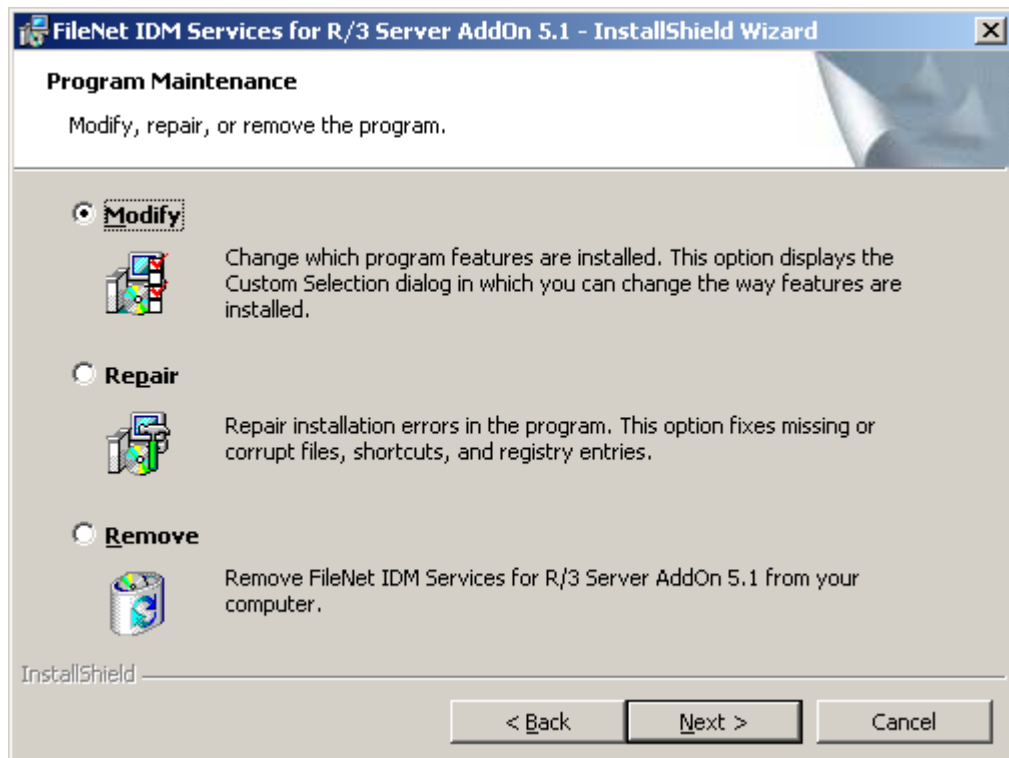 FileNet IDM Services for R/3 Server AddOn 5.1 - InstallShield Wizard
Program Maintenance
Modify, repair, or remove the program.
Modify
Change which program features are installed. This option displays the
Custom Selection dialog in which you can change the way features are
installed.
Repair
Repair installation errors in the program. This option fixes missing or
corrupt files, shortcuts, and registry entries.
Remove
Remove FileNet IDM Services for R/3 Server AddOn 5.1 from your
computer.
InstallShield
< Back Next > Cancel